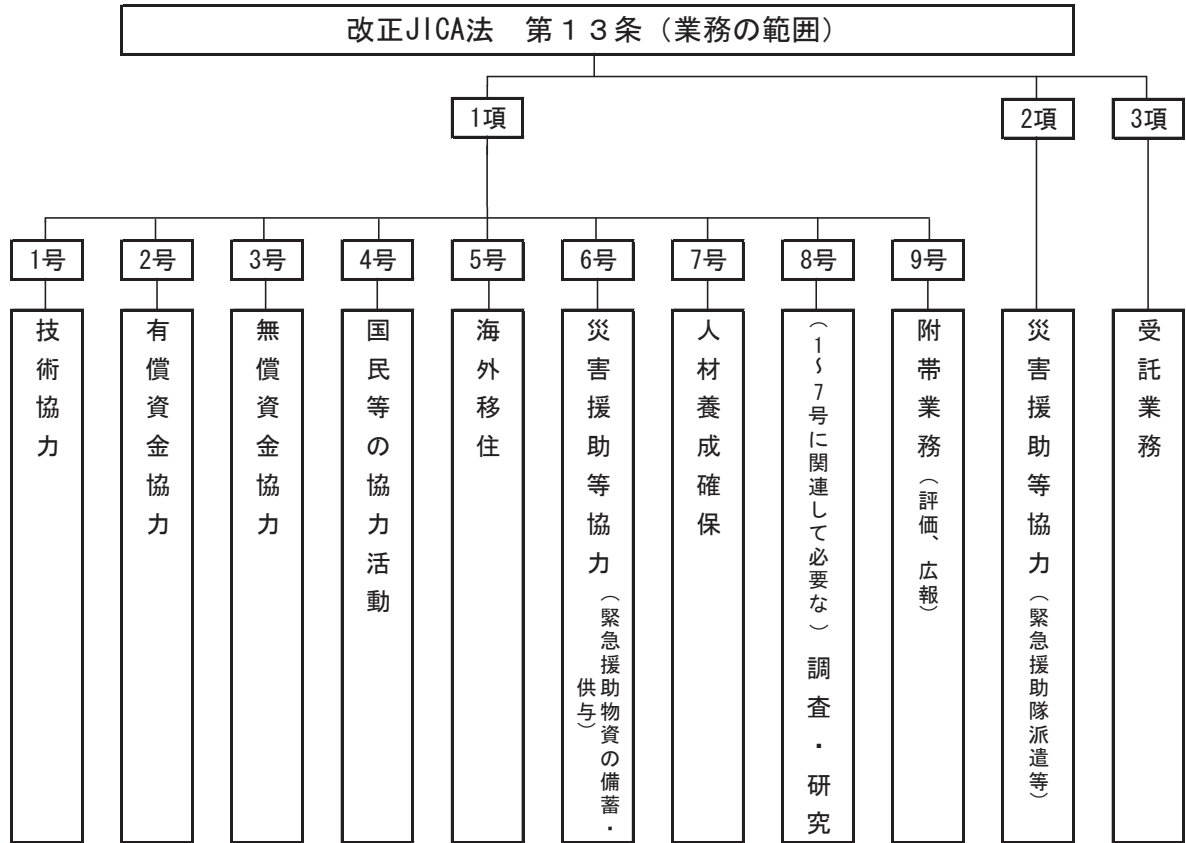 改正JICA法　第１３条（業務の範囲）
1項
2項
3項
1号
2号
3号
4号
5号
6号
7号
8号
9号
技術協力
有償資金協力
無償資金協力
国民等の協力活動
海外移住
災害援助等協力（緊急援助物資の備蓄・
供与）
人材養成確保
（1～7号に関連して必要な）調査・研究
附帯業務（評価、広報）
災害援助等協力（緊急援助隊派遣等）
受託業務